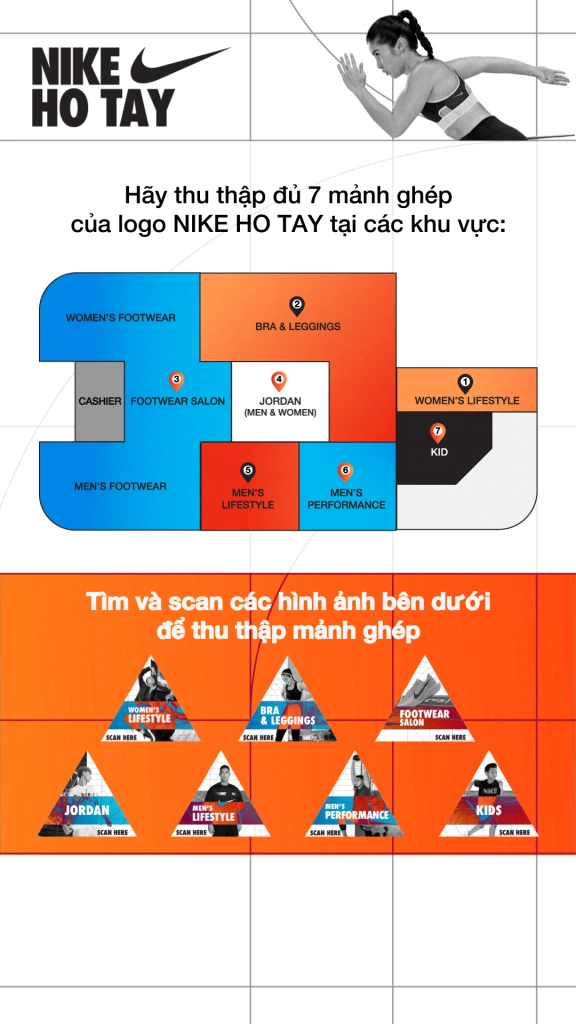 NIKE
HO TAY
Hãy thu thập đủ 7 mảnh ghép
của logo NIKE HO TAY tại các khu vực:
WOMEN'S FOOTWEAR
2
BRA & LEGGINGS
CASHIER
3
FOOTWEAR SALON
4
JORDAN
(MEN & WOMEN)
1
WOMEN'S LIFESTYLE
7
KID
MEN'S FOOTWEAR
5
MEN'S
LIFESTYLE
6
MEN'S
PERFORMANCE
Tìm và scan các hình ảnh bên dưới
để thu thập mảnh ghép
WOMEN'S
LIFESTYLE
SCAN HERE
BRA
& LEGGINGS
SCAN HERE
FOOTWEAR
SALON
SCAN HERE
JORDAN
SCAN HERE
MEN'S
LIFESTYLE
SCAN HERE
MEN'S
PERFORMANCE
SCAN HERE
KIDS
SCAN HERE